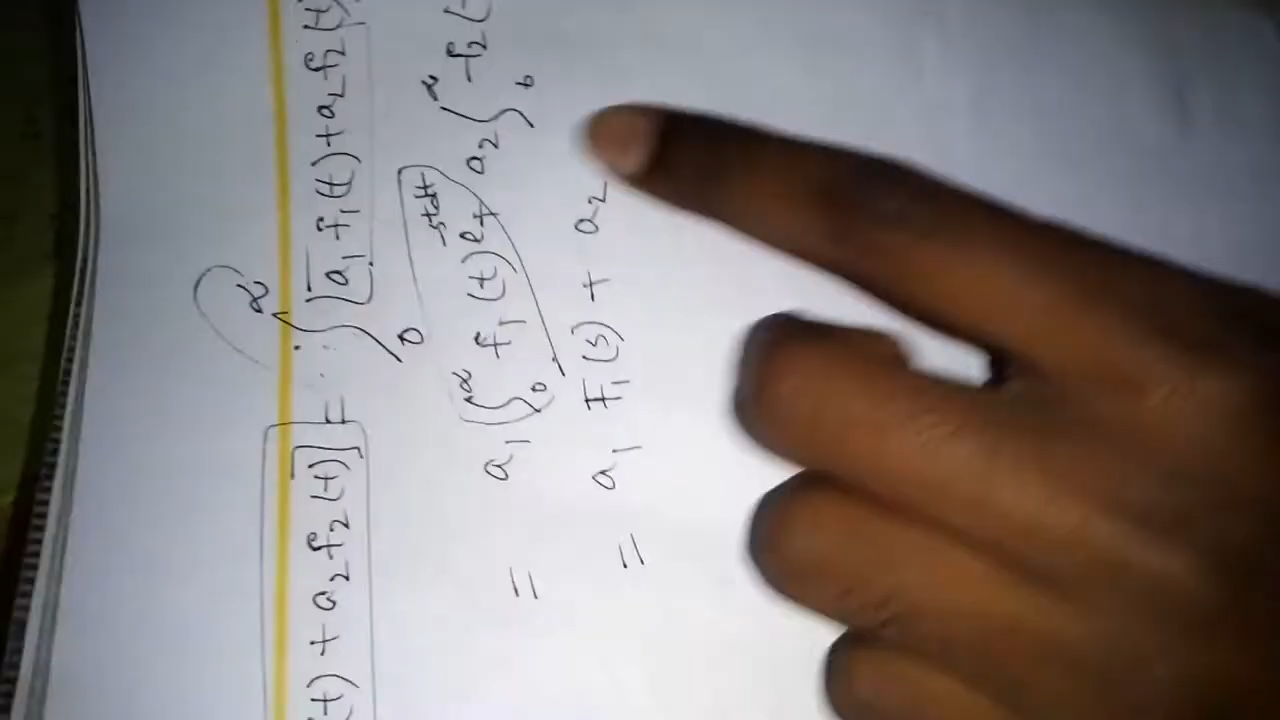 (t) + a₂f₂(t)] = ∫₀^∝ [a₁f₁(t) + a₂f₂(t)
= a₁ ∫₀^∝ f₁(t) e^-st dt + a₂ ∫₀^∝ f₂(
= a₁ F₁(s) + a₂